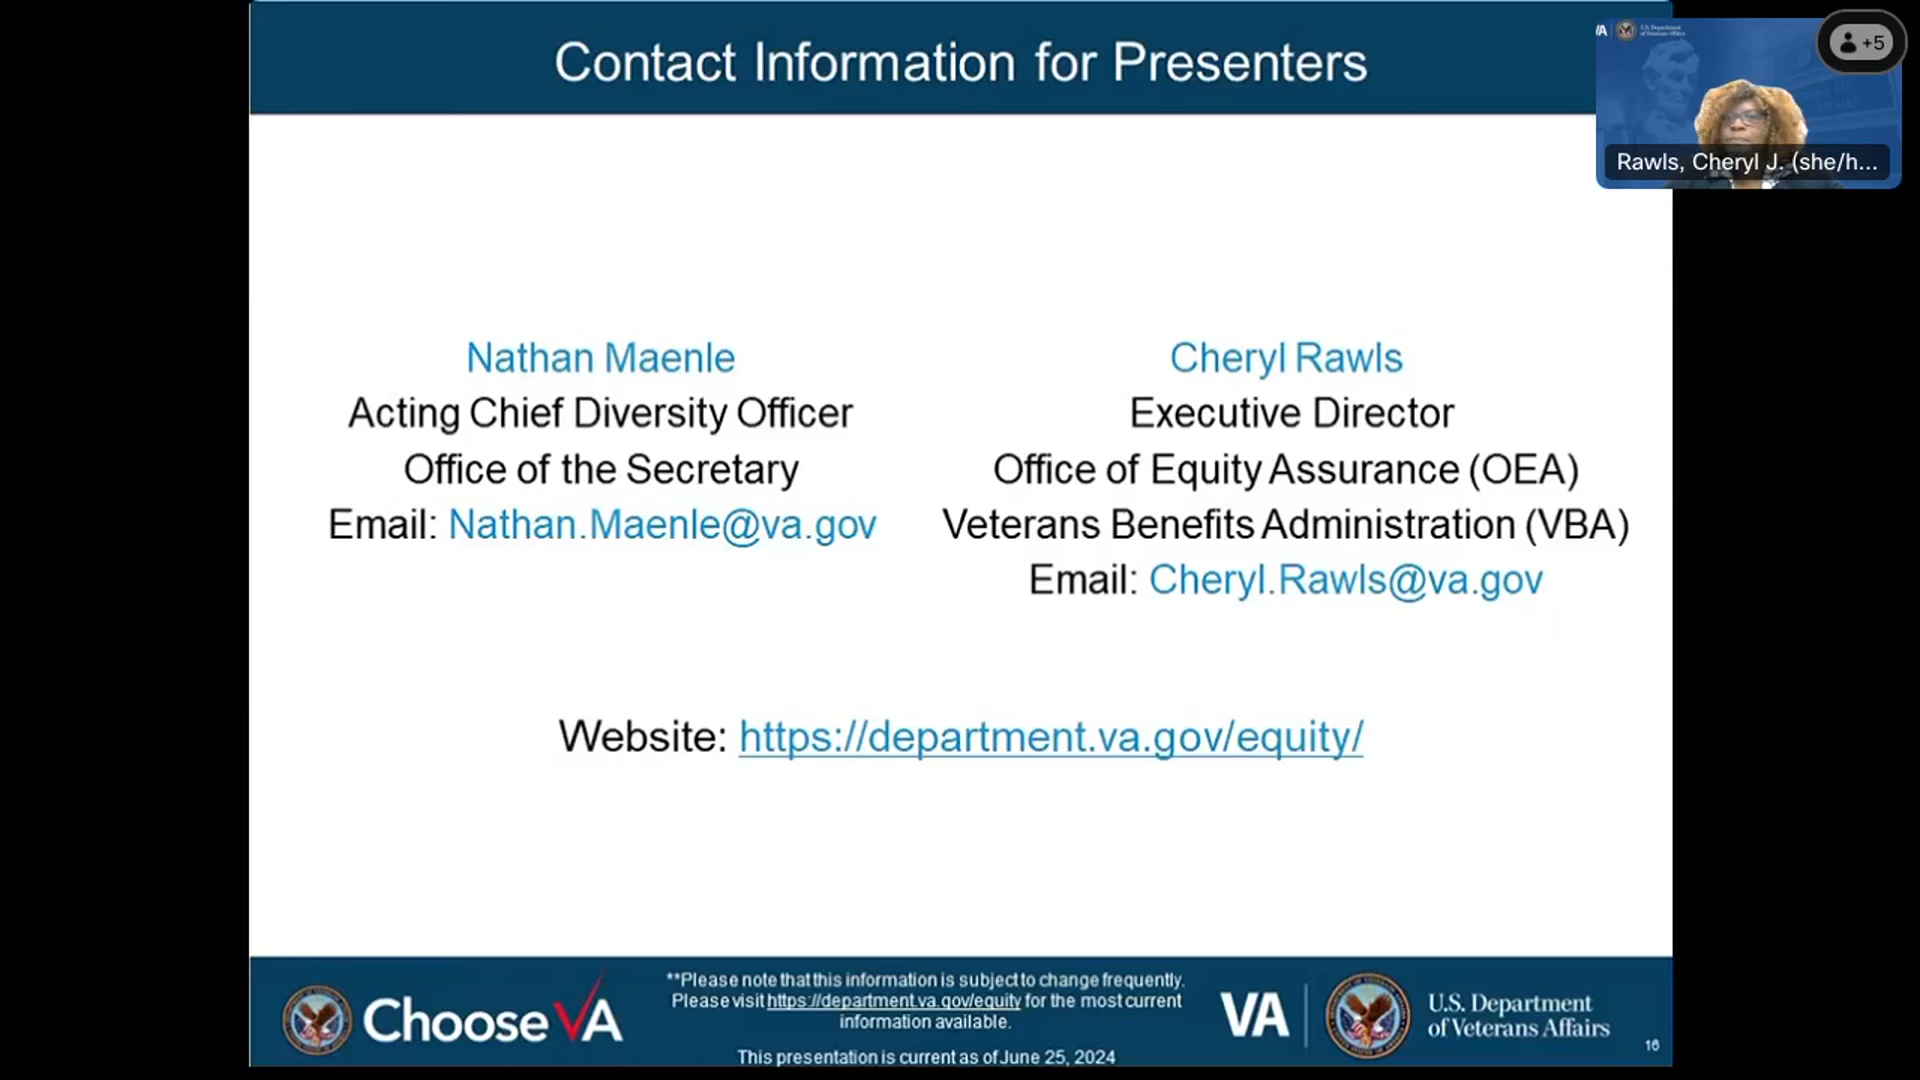 Contact Information for Presenters
+5
Rawls, Cheryl J. (she/h...
Nathan Maenle
Acting Chief Diversity Officer
Office of the Secretary
Email: Nathan.Maenle@va.gov
Cheryl Rawls
Executive Director
Office of Equity Assurance (OEA)
Veterans Benefits Administration (VBA)
Email: Cheryl.Rawls@va.gov
Website: https://department.va.gov/equity/
Choose VA
**Please note that this information is subject to change frequently.
Please visit https://department.va.gov/equity for the most current
information available.
This presentation is current as of June 25, 2024
VA
U.S. Department
of Veterans Affairs
16